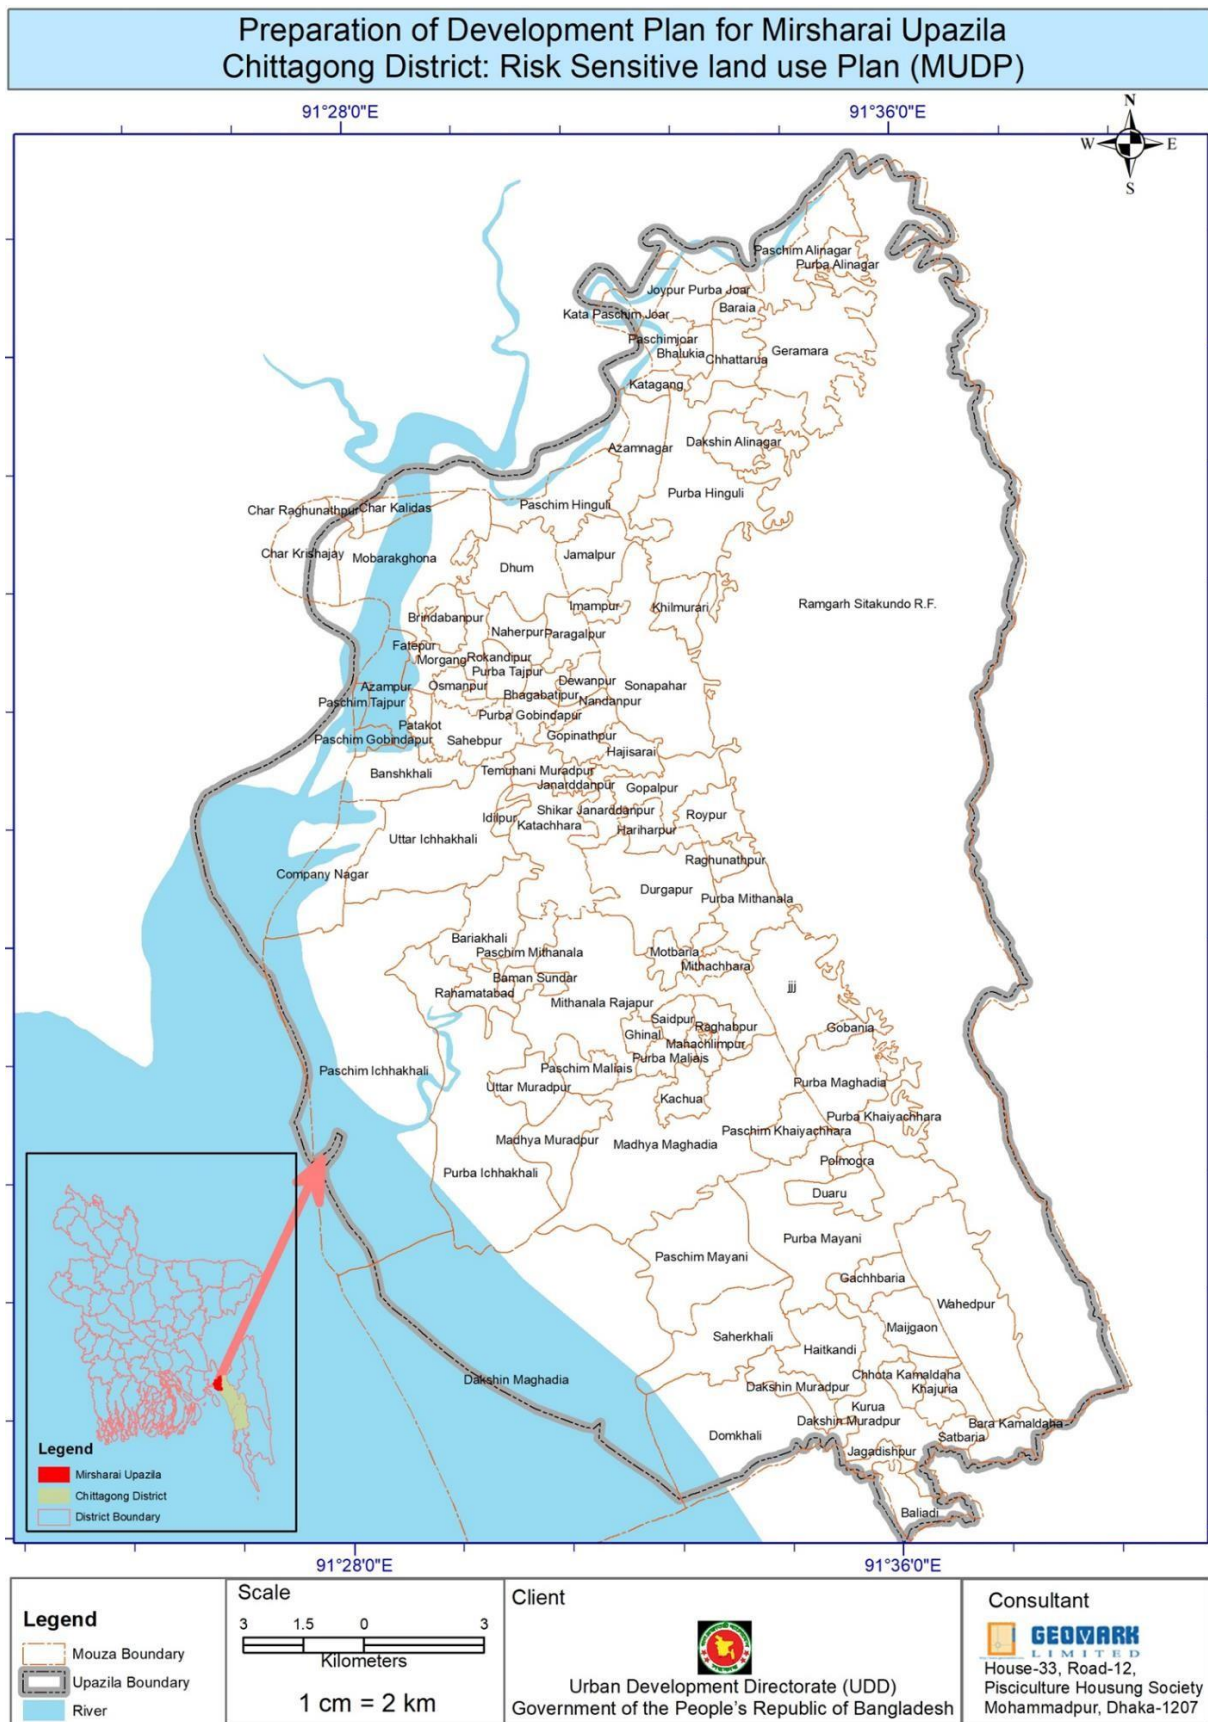 Preparation of Development Plan for Mirsharai Upazila
Chittagong District: Risk Sensitive land use Plan (MUDP)
91°28'0"E
91°36'0"E
N
W
E
S
Paschim Alinagar
Purba Alinagar
Joypur Purba Joar
Baraia
Kata Paschim Joar
Paschimjoar
Bhalukia
Chhattarua
Geramara
Katagang
Azamnagar
Dakshin Alinagar
Purba Hinguli
Paschim Hinguli
Char Raghunathpur
Char Kalidas
Char Krishajay
Mobarakghona
Dhum
Jamalpur
Imampur
Khilmurari
Ramgarh Sitakundo R.F.
Brindabanpur
Naherpur
Paragalpur
Fatepur
Morgang
Rokandipur
Purba Tajpur
Azampur
Osmanpur
Dewanpur
Sonapahar
Bhagabatipur
Nandanpur
Paschim Tajpur
Purba Gobindapur
Patakot
Paschim Gobindapur
Sahebpur
Gopinathpur
Hajisarai
Banshkhali
Temuhani Muradpur
Janarddanpur
Gopalpur
Idilpur
Shikar Janarddanpur
Katachhara
Hariharpur
Roypur
Uttar Ichhakhali
Raghunathpur
Company Nagar
Durgapur
Purba Mithanala
Bariakhali
Paschim Mithanala
Motbaria
Mithachhara
Baman Sundar
Rahamatabad
Mithanala Rajapur
jjj
Saidpur
Raghabpur
Gobania
Ghinal
Manachlimpur
Purba Maliais
Paschim Ichhakhali
Paschim Maliais
Uttar Muradpur
Purba Maghadia
Kachua
Purba Khaiyachhara
Paschim Khaiyachhara
Madhya Muradpur
Madhya Maghadia
Polmogra
Purba Ichhakhali
Duaru
Purba Mayani
Paschim Mayani
Gachhbaria
Wahedpur
Maijgaon
Saherkhali
Haitkandi
Chhota Kamaldaha
Dakshin Maghadia
Dakshin Muradpur
Khajuria
Kurua
Dakshin Muradpur
Bara Kamaldaha
Domkhali
Satbaria
Jagadishpur
Baliadi
Legend
Mirsharai Upazila
Chittagong District
District Boundary
91°28'0"E
91°36'0"E
Legend
Mouza Boundary
Upazila Boundary
River
Scale
3 1.5 0 3
Kilometers
1 cm = 2 km
Client
Urban Development Directorate (UDD)
Government of the People's Republic of Bangladesh
Consultant
GEOMARK
LIMITED
House-33, Road-12,
Pisciculture Housung Society
Mohammadpur, Dhaka-1207